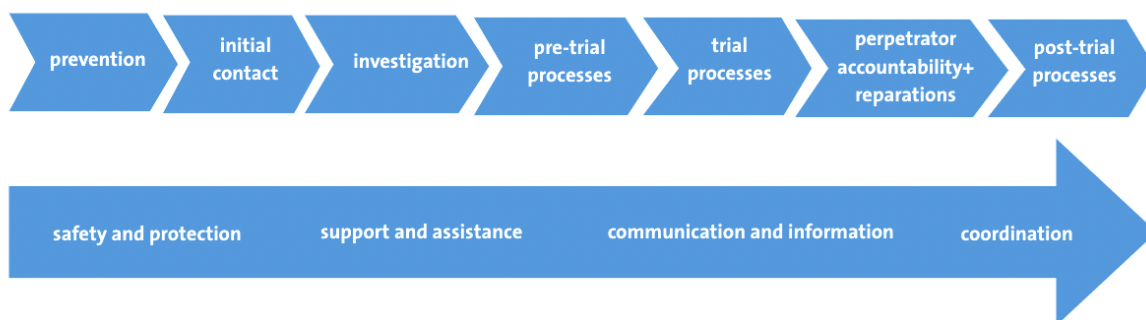 prevention
initial
contact
investigation
pre-trial
processes
trial
processes
perpetrator
accountability+
reparations
post-trial
processes
safety and protection
support and assistance
communication and information
coordination